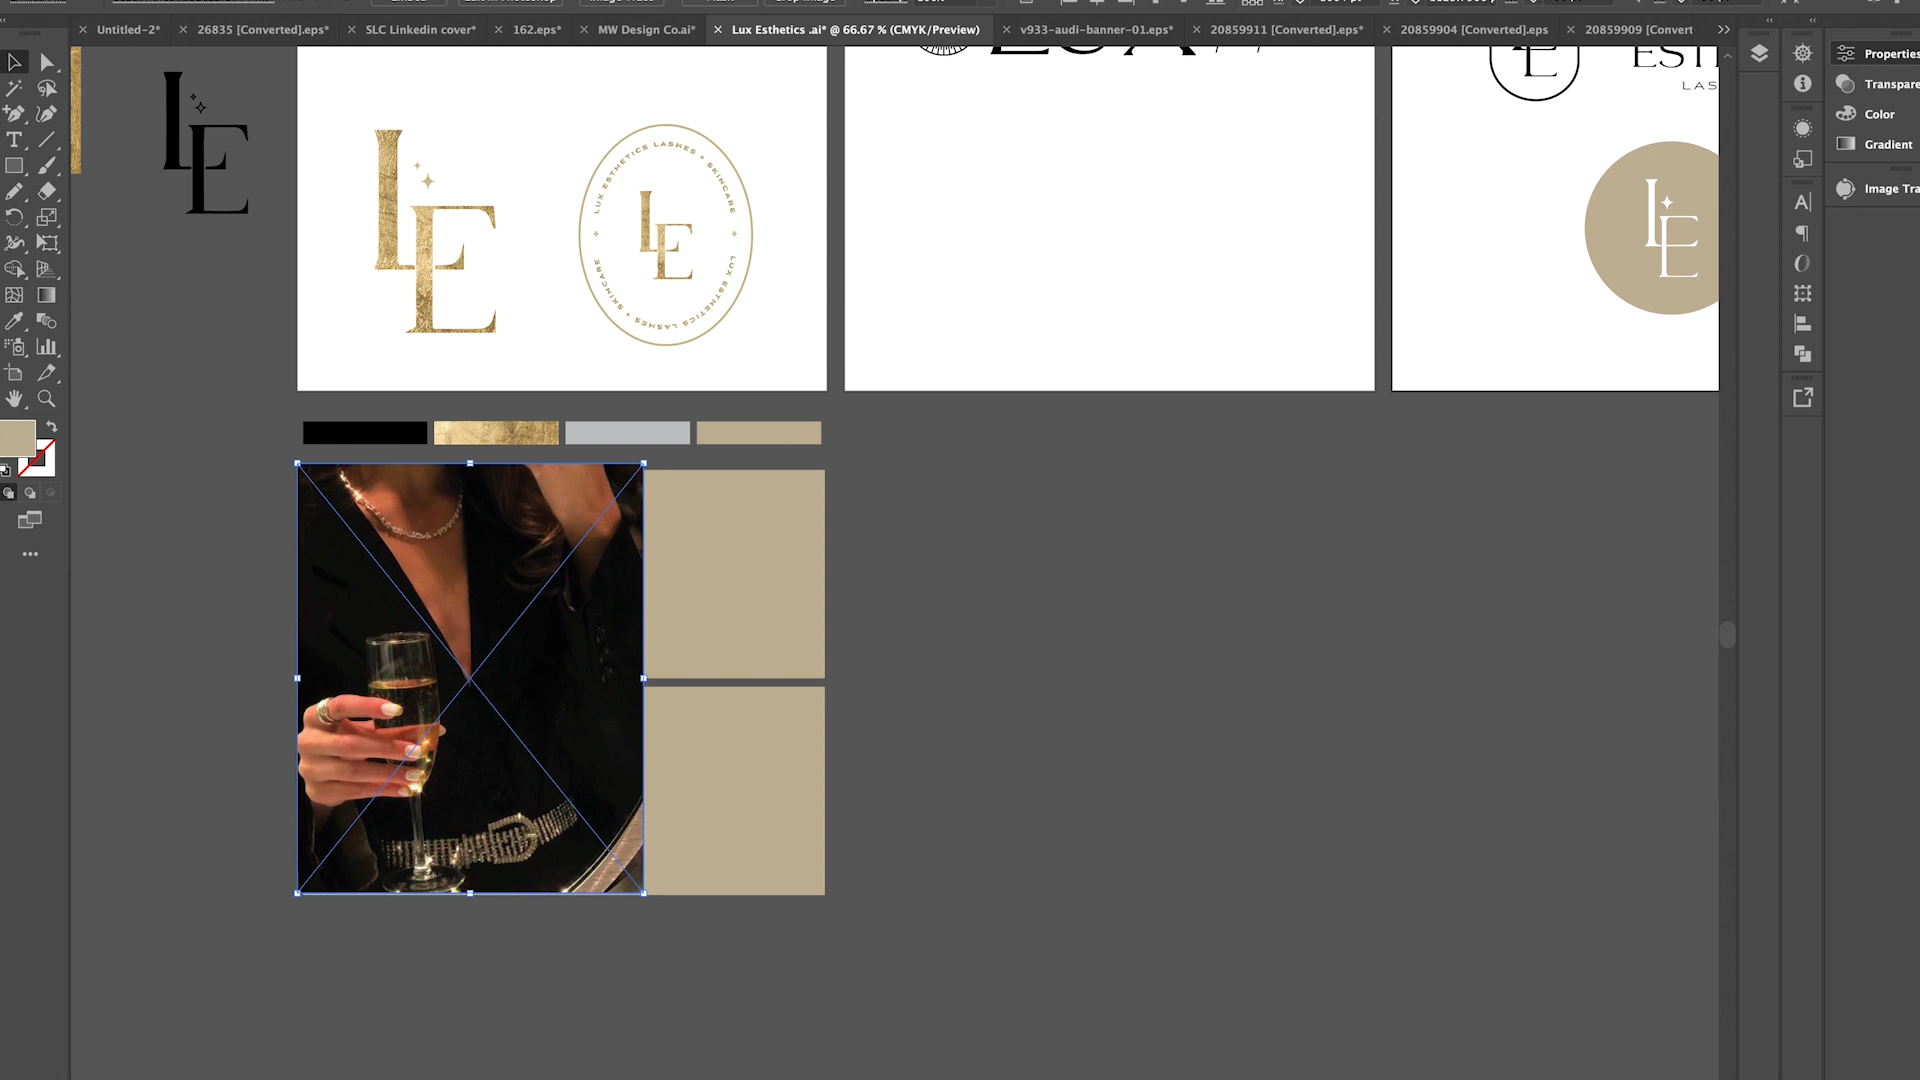 Untitled-2* 26835 [Converted].eps* SLC Linkedin cover* 162.eps* MW Design Co.ai* Lux Esthetics .ai* @ 66.67 % (CMYK/Preview) v933-audi-banner-01.eps* 20859911 [Converted].eps* 20859904 [Converted].eps 20859909 [Convert
Properties
Transpare
Color
Gradient
Image Tra
LE
LE
LUX ESTHETICS LASHES + SKINCARE
LUX ESTHETICS LASHES + SKINCARE
LE
LUX
LE
EST
LAS
LE